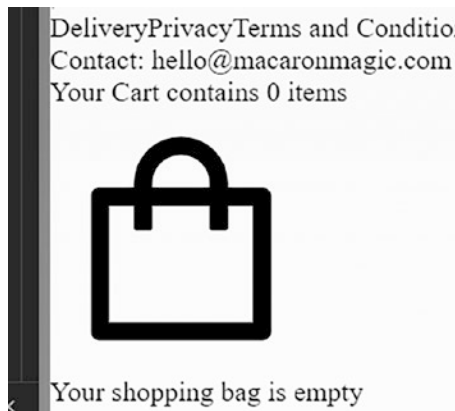 DeliveryPrivacyTerms and Conditio
Contact: hello@macaronmagic.com
Your Cart contains 0 items
Your shopping bag is empty